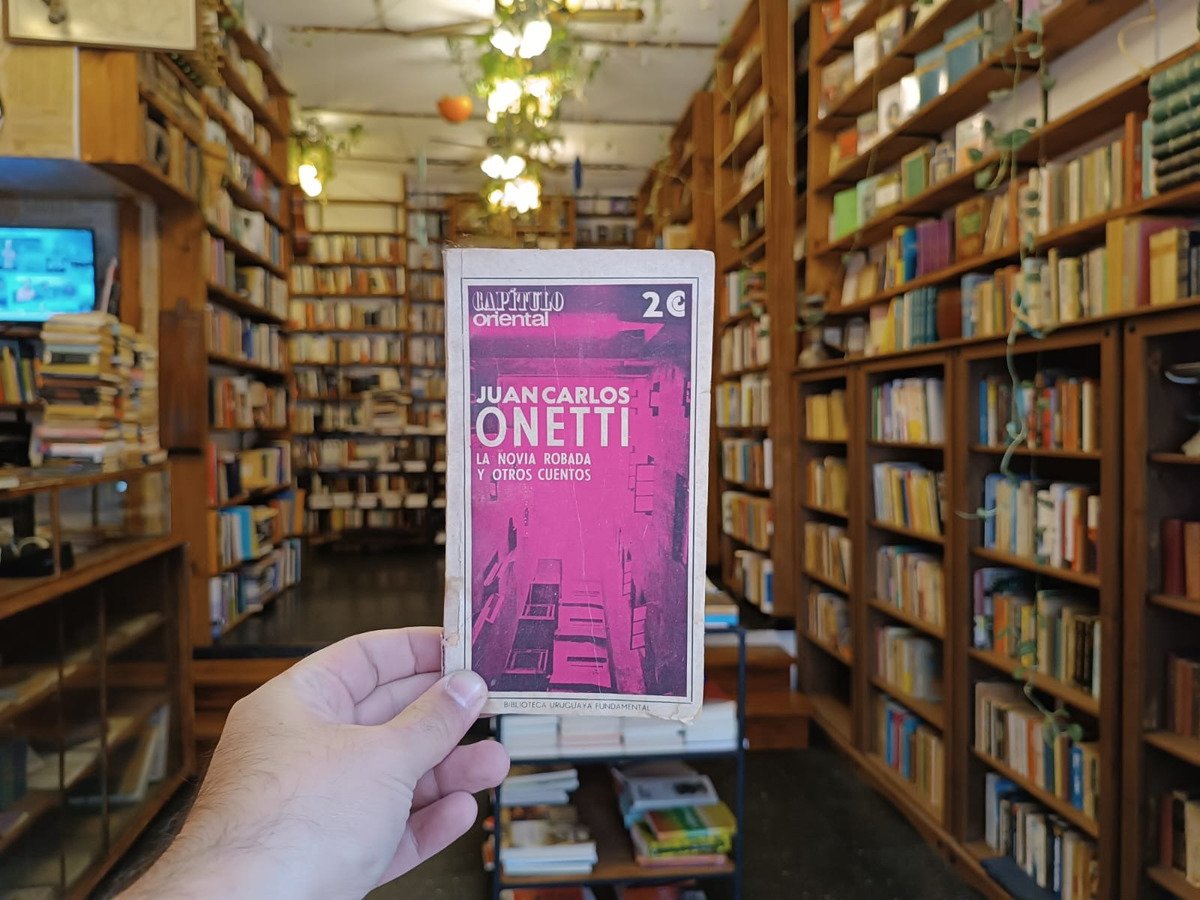 CAPÍTULO
oriental
2
JUAN CARLOS
ONETTI
LA NOVIA ROBADA
Y OTROS CUENTOS
BIBLIOTECA URUGUAYA FUNDAMENTAL